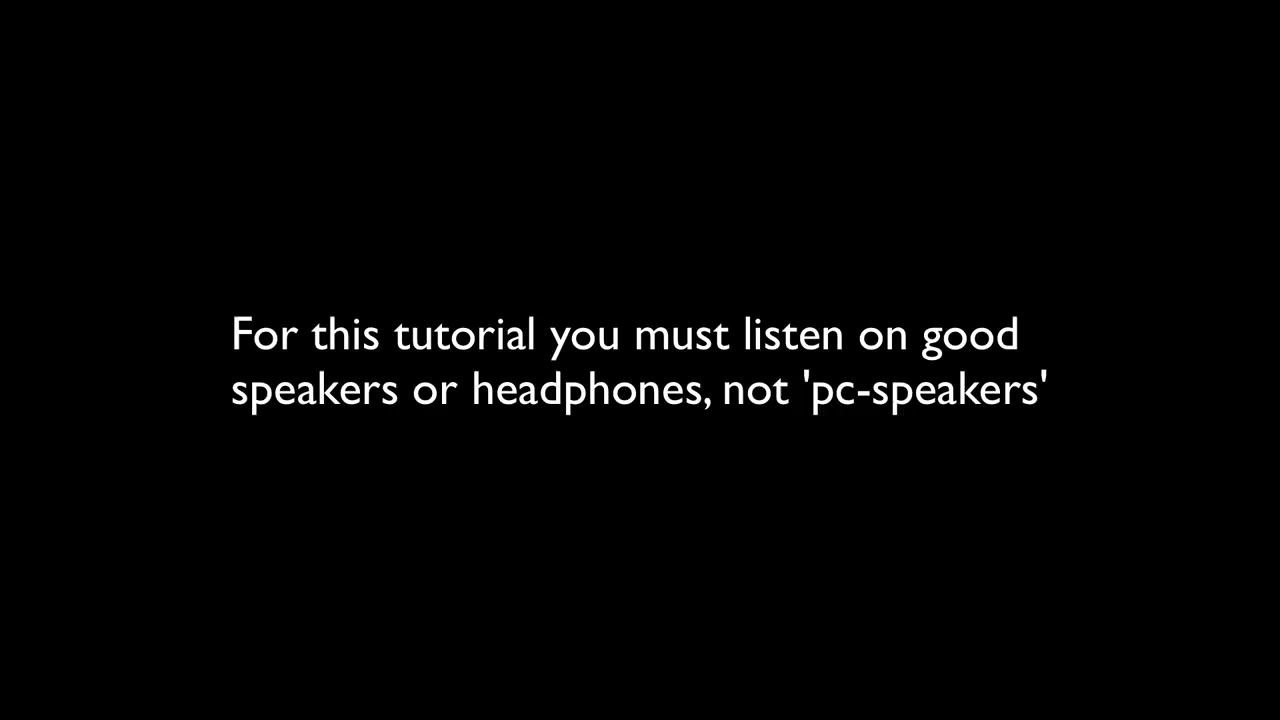 For this tutorial you must listen on good
speakers or headphones, not 'pc-speakers'